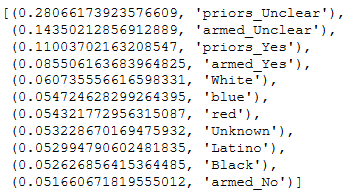 [(0.28066173923576609, 'priors_Unclear'),
(0.14350212856912889, 'armed_Unclear'),
(0.11003702163208547, 'priors_Yes'),
(0.085506163683964825, 'armed_Yes'),
(0.060735556616598331, 'White'),
(0.054724628299264395, 'blue'),
(0.054321772956315087, 'red'),
(0.053228670169475932, 'Unknown'),
(0.052994790602481835, 'Latino'),
(0.052626856415364485, 'Black'),
(0.051660671819555012, 'armed_No')]